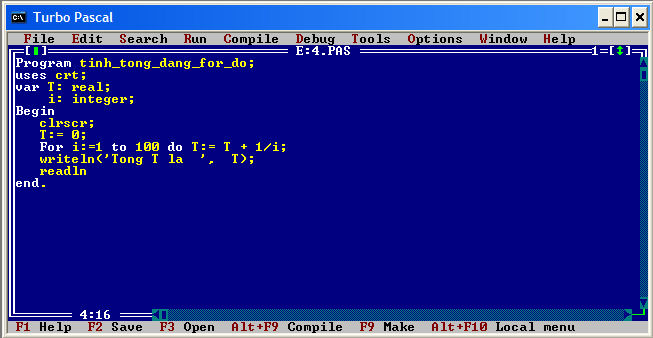 Turbo Pascal
File Edit Search Run Compile Debug Tools Options Window Help
E:4.PAS 1=[↕]
Program tinh_tong_dang_for_do;
uses crt;
var T: real;
i: integer;
Begin
clrscr;
T:= 0;
For i:=1 to 100 do T:= T + 1/i;
writeln('Tong T la  ',  T);
readln
end.
4:16
F1 Help F2 Save F3 Open Alt+F9 Compile F9 Make Alt+F10 Local menu